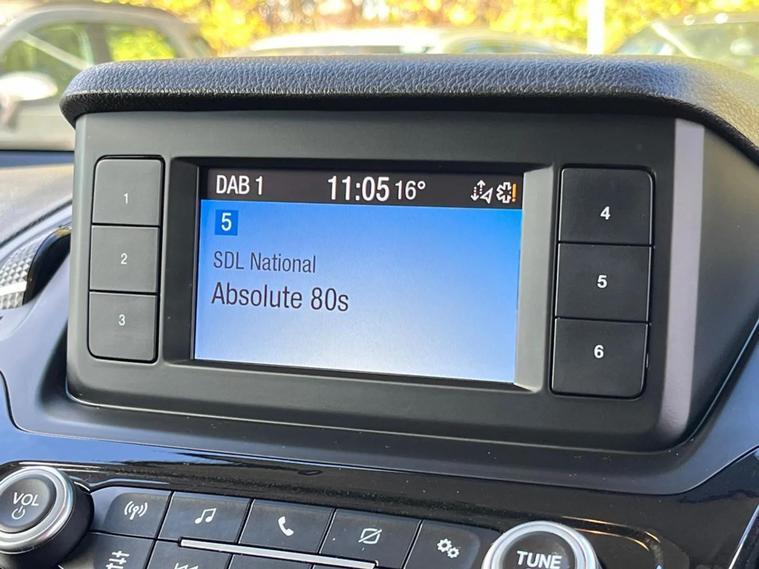 DAB 1 11:05 16°
5
SDL National
Absolute 80s
1
2
3
4
5
6
VOL
TUNE